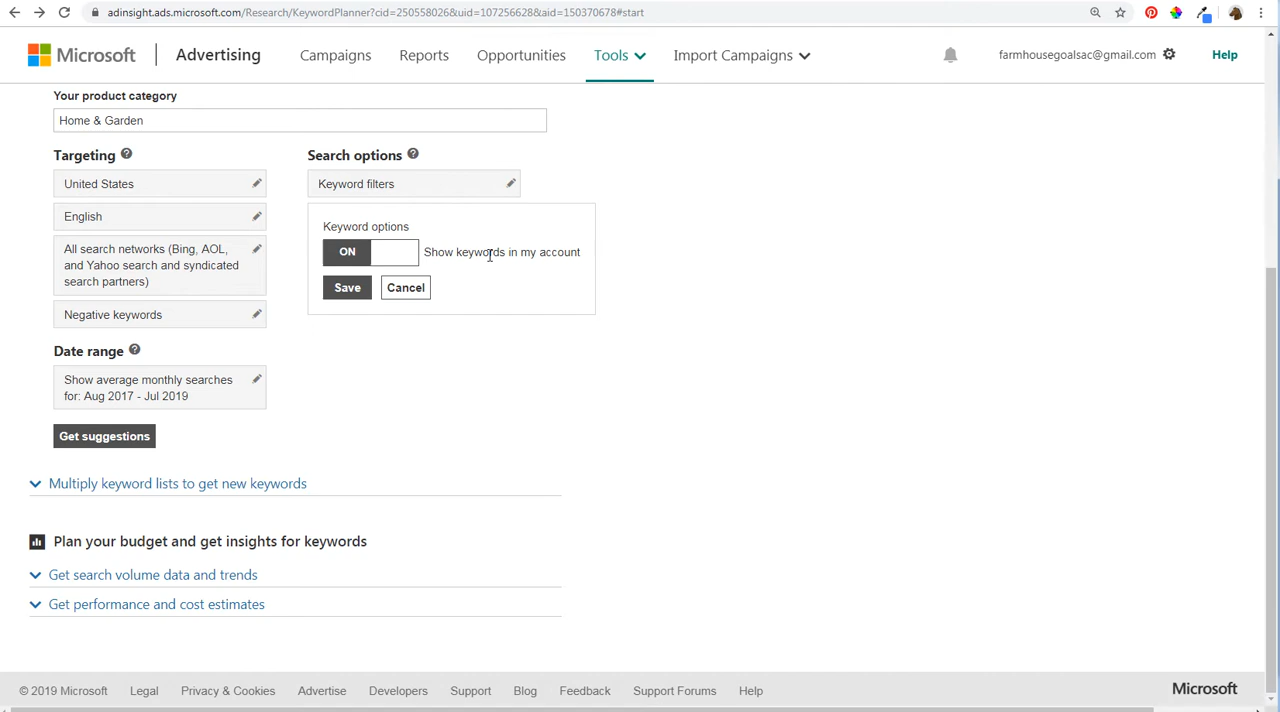 adinsight.ads.microsoft.com/Research/KeywordPlanner?cid=250558026&uid=107256628&aid=150370678#start
Microsoft Advertising Campaigns Reports Opportunities Tools Import Campaigns farmhousegoalsac@gmail.com Help
Your product category
Home & Garden
Targeting
Search options
United States
Keyword filters
English
Keyword options
ON Show keywords in my account
Save Cancel
All search networks (Bing, AOL,
and Yahoo search and syndicated
search partners)
Negative keywords
Date range
Show average monthly searches
for: Aug 2017 - Jul 2019
Get suggestions
Multiply keyword lists to get new keywords
Plan your budget and get insights for keywords
Get search volume data and trends
Get performance and cost estimates
© 2019 Microsoft Legal Privacy & Cookies Advertise Developers Support Blog Feedback Support Forums Help Microsoft